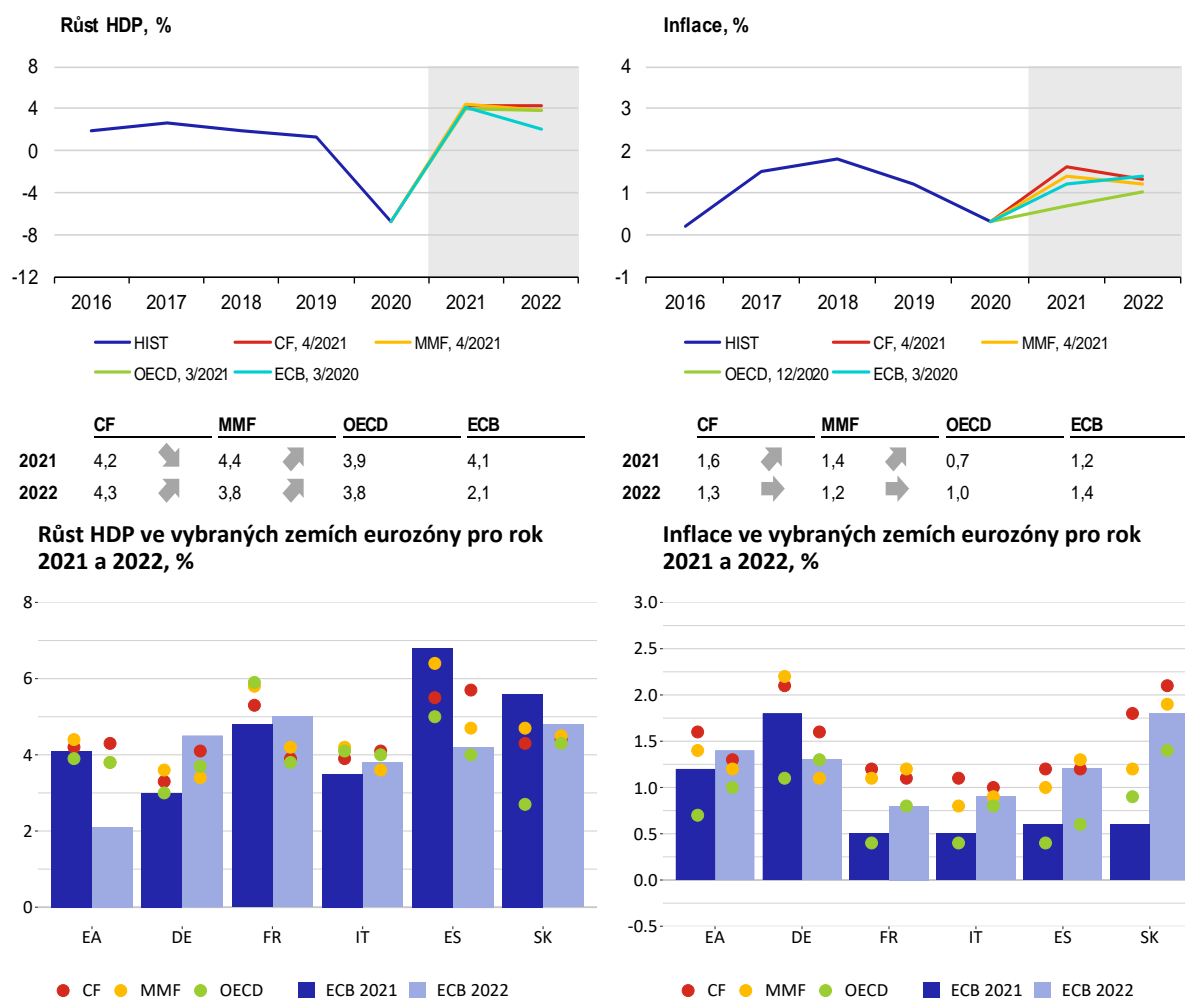 Růst HDP, %
8
4
0
-4
-8
-12
2016 2017 2018 2019 2020 2021 2022
HIST CF, 4/2021 MMF, 4/2021
OECD, 3/2021 ECB, 3/2020
CF MMF OECD ECB
2021 4,2 4,4 3,9 4,1
2022 4,3 3,8 3,8 2,1
Inflace, %
4
3
2
1
0
-1
2016 2017 2018 2019 2020 2021 2022
HIST CF, 4/2021 MMF, 4/2021
OECD, 12/2020 ECB, 3/2020
CF MMF OECD ECB
2021 1,6 1,4 0,7 1,2
2022 1,3 1,2 1,0 1,4
Růst HDP ve vybraných zemích eurozóny pro rok
2021 a 2022, %
8
6
4
2
0
EA DE FR IT ES SK
CF MMF OECD ECB 2021 ECB 2022
Inflace ve vybraných zemích eurozóny pro rok
2021 a 2022, %
3.0
2.5
2.0
1.5
1.0
0.5
0.0
-0.5
EA DE FR IT ES SK
CF MMF OECD ECB 2021 ECB 2022